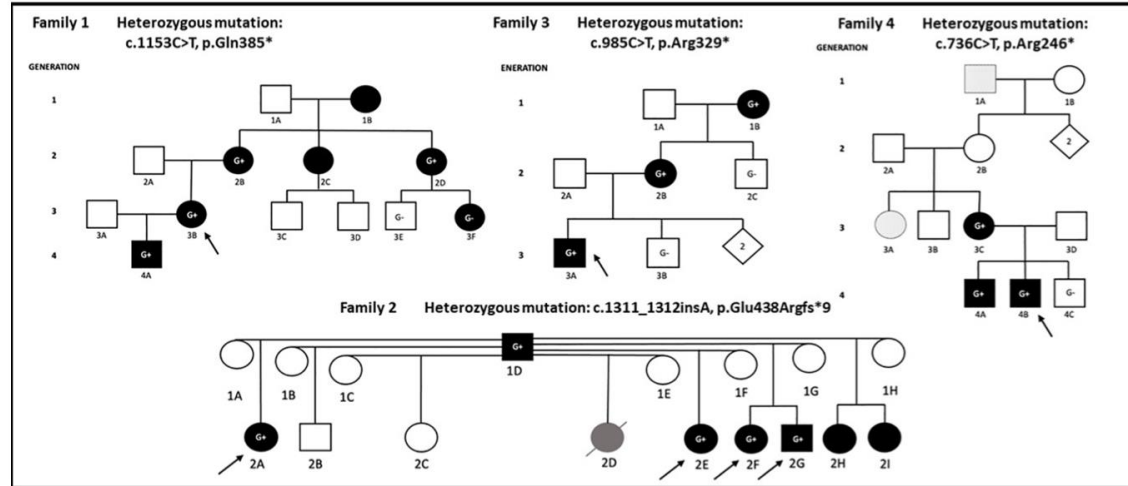 Family 1 Heterozygous mutation:
c.1153C>T, p.Gln385*
GENERATION
1
1A 1B
2
G+ G+
2A 2B 2C 2D
3
G+ G- G-
3A 3B 3C 3D 3E 3F
4
G+
4A
Family 3 Heterozygous mutation:
c.985C>T, p.Arg329*
ENERATION
1
G+
1A 1B
2
G+ G-
2A 2B 2C
3
G+ G- 2
3A 3B
Family 4 Heterozygous mutation:
c.736C>T, p.Arg246*
GENERATION
1
1A 1B
2
2
2A 2B
3
G+
3A 3B 3C 3D
4
G+ G+ G-
4A 4B 4C
Family 2 Heterozygous mutation: c.1311_1312insA, p.Glu438Argfs*9
G+
1A 1B 1C 1D 1E 1F 1G 1H
G+ G+ G+ G+
2A 2B 2C 2D 2E 2F 2G 2H 2I